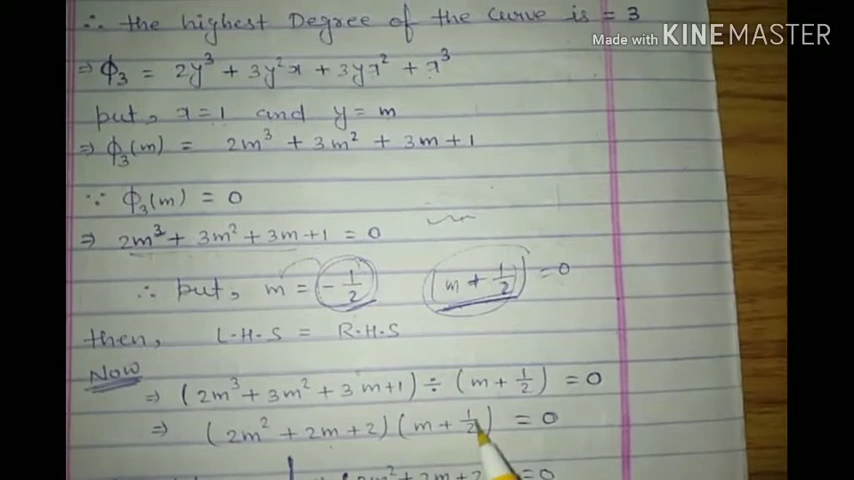 ∴ the highest Degree of the curve is = 3
Made with KINEMASTER
⇒ ϕ₃ = 2y³ + 3y²x + 3yx² + x³
put, x=1 and y= m
⇒ ϕ₃(m) = 2m³ + 3m² + 3m+1
∵ ϕ₃(m) = 0
⇒ 2m³+ 3m²+3m+1 = 0
∴ put, m = -1/2 (m + 1/2) =0
then, L.H.S = R.H.S
Now
⇒ (2m³+3m²+3m+1) ÷ (m+1/2) =0
⇒ (2m²+2m+2)(m+1/2) =0